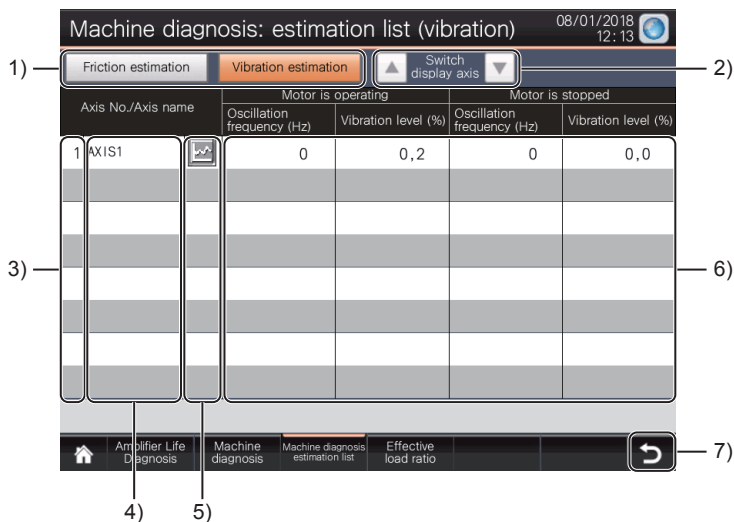 Machine diagnosis: estimation list (vibration)
08/01/2018
12:13
1)
Friction estimation
Vibration estimation
Switch
display axis
2)
Axis No./Axis name
Motor is operating
Motor is stopped
Oscillation
frequency (Hz)
Vibration level (%)
Oscillation
frequency (Hz)
Vibration level (%)
1 AXIS1 0 0,2 0 0,0
3)
6)
Amplifier Life
Diagnosis
Machine
diagnosis
Machine diagnosis
estimation list
Effective
load ratio
7)
4)
5)